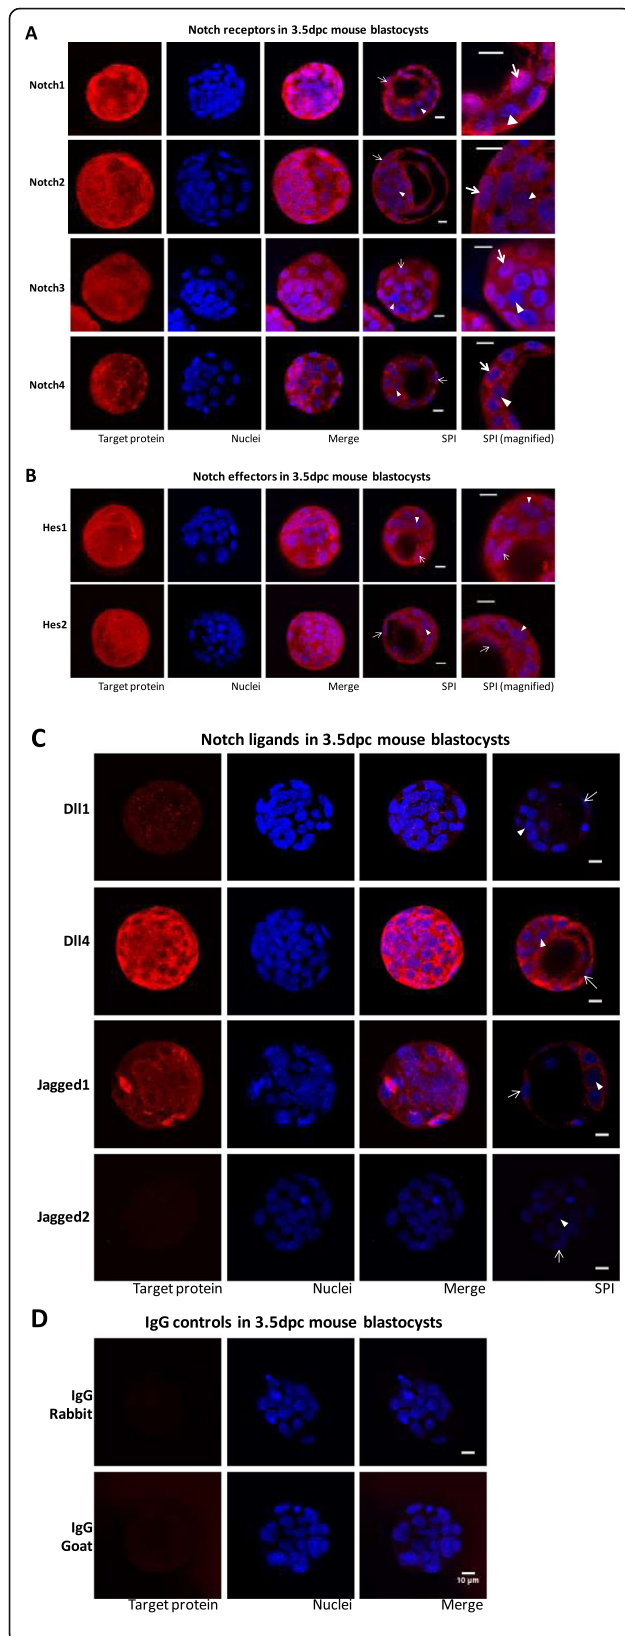 A
Notch receptors in 3.5dpc mouse blastocysts
Notch1
Notch2
Notch3
Notch4
Target protein Nuclei Merge SPI SPI (magnified)
B
Notch effectors in 3.5dpc mouse blastocysts
Hes1
Hes2
Target protein Nuclei Merge SPI SPI (magnified)
C
Notch ligands in 3.5dpc mouse blastocysts
Dll1
Dll4
Jagged1
Jagged2
Target protein Nuclei Merge SPI
D
IgG controls in 3.5dpc mouse blastocysts
IgG
Rabbit
IgG
Goat
10 µm
Target protein Nuclei Merge